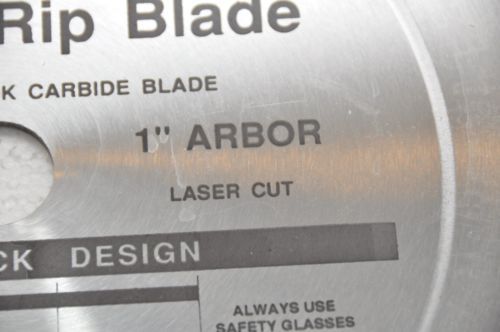 Rip Blade
K CARBIDE BLADE
1" ARBOR
LASER CUT
CK DESIGN
ALWAYS USE
SAFETY GLASSES